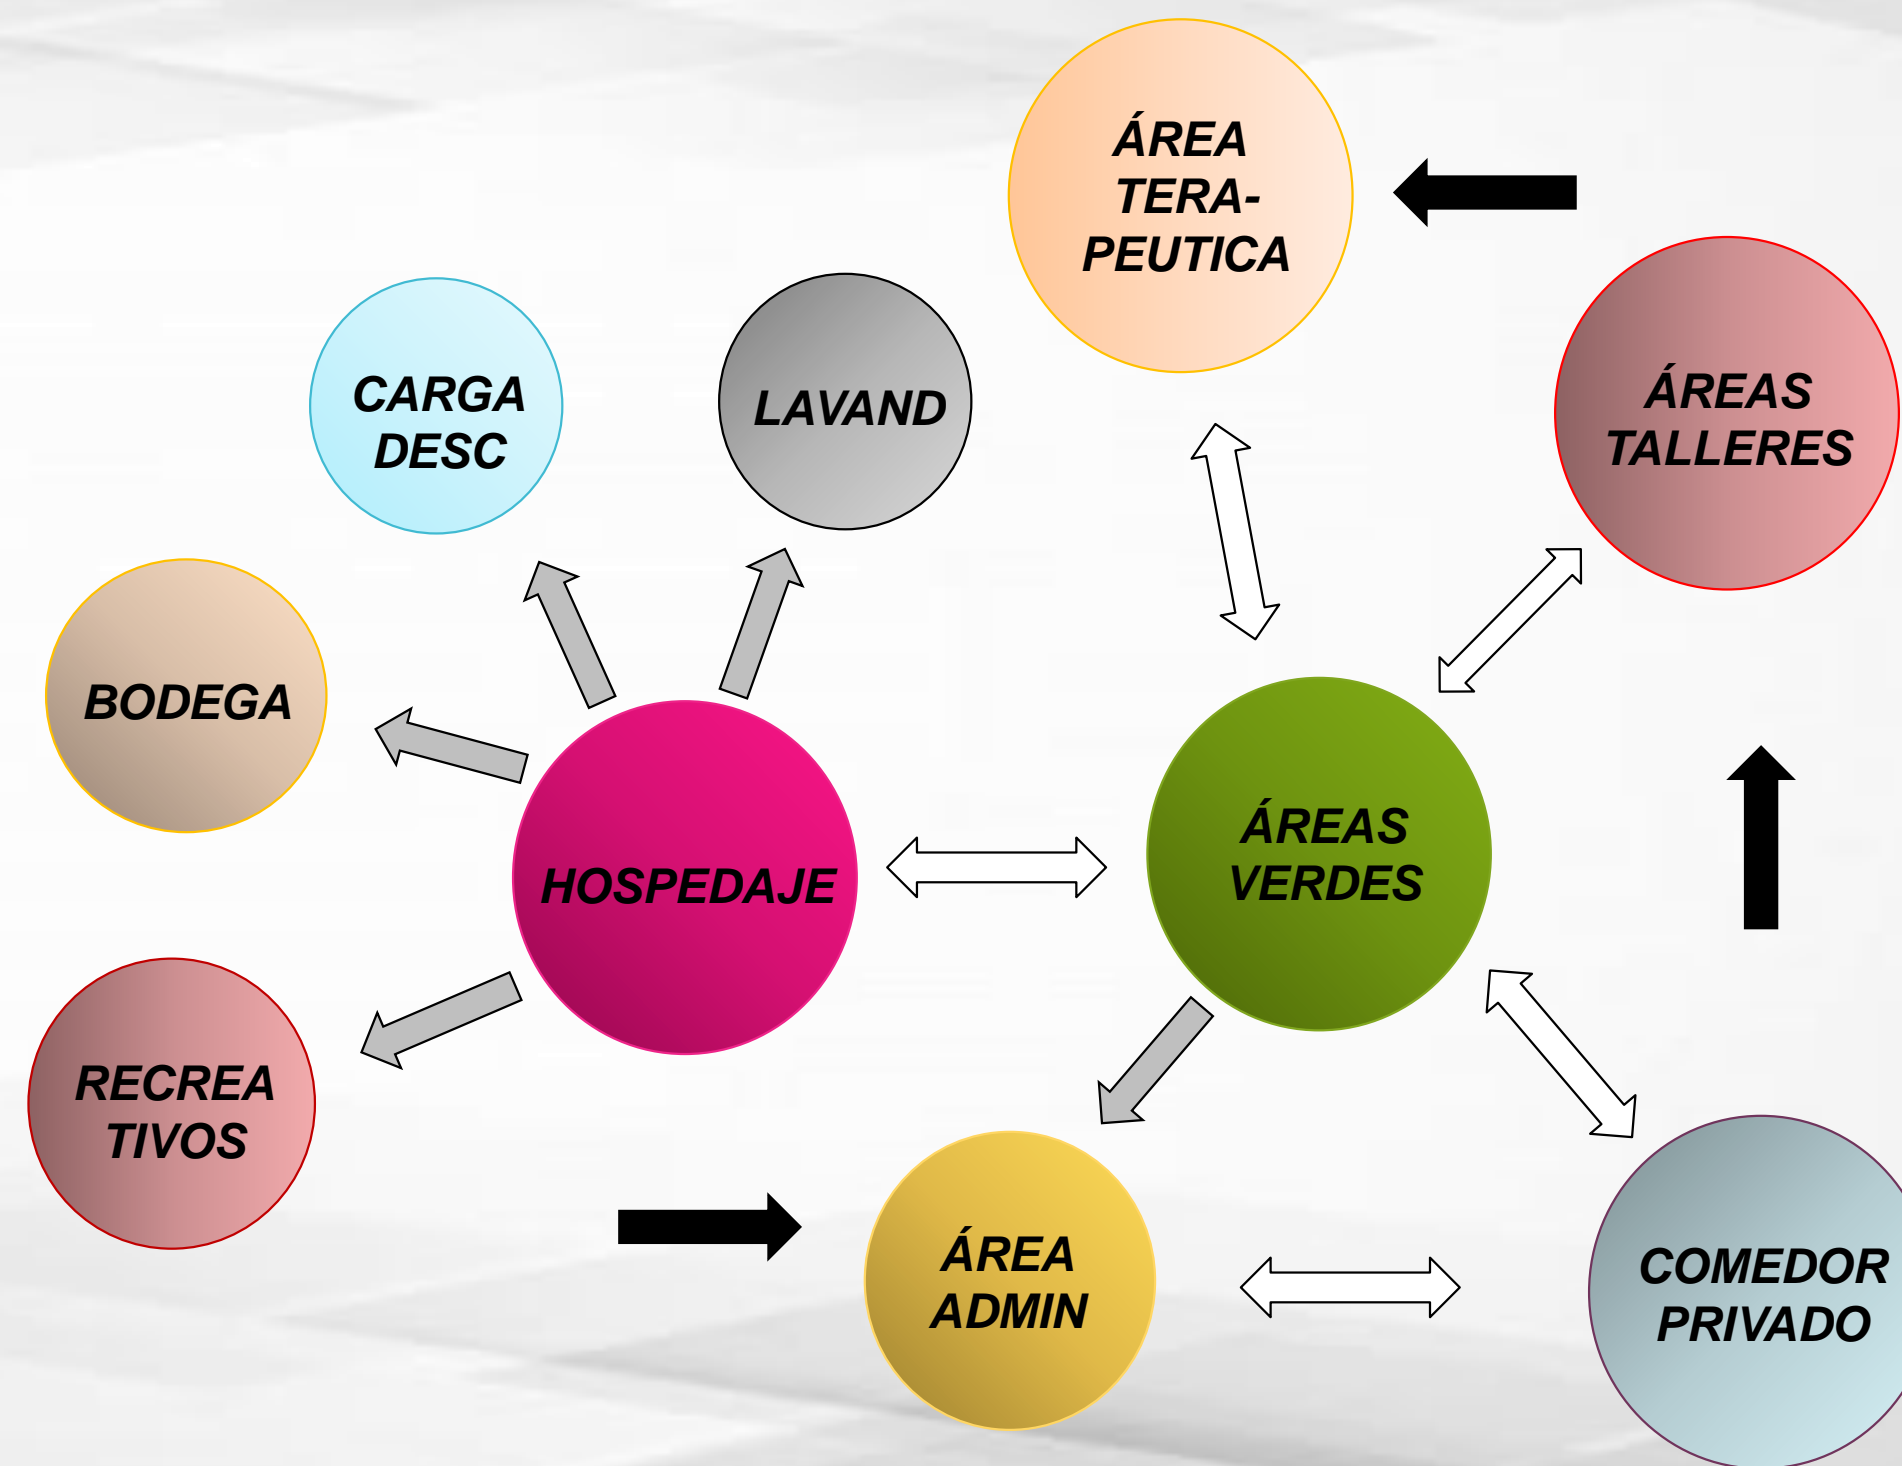 ÁREA
TERA-
PEUTICA
ÁREAS
TALLERES
CARGA
DESC
LAVAND
BODEGA
HOSPEDAJE
ÁREAS
VERDES
RECREA
TIVOS
ÁREA
ADMIN
COMEDOR
PRIVADO